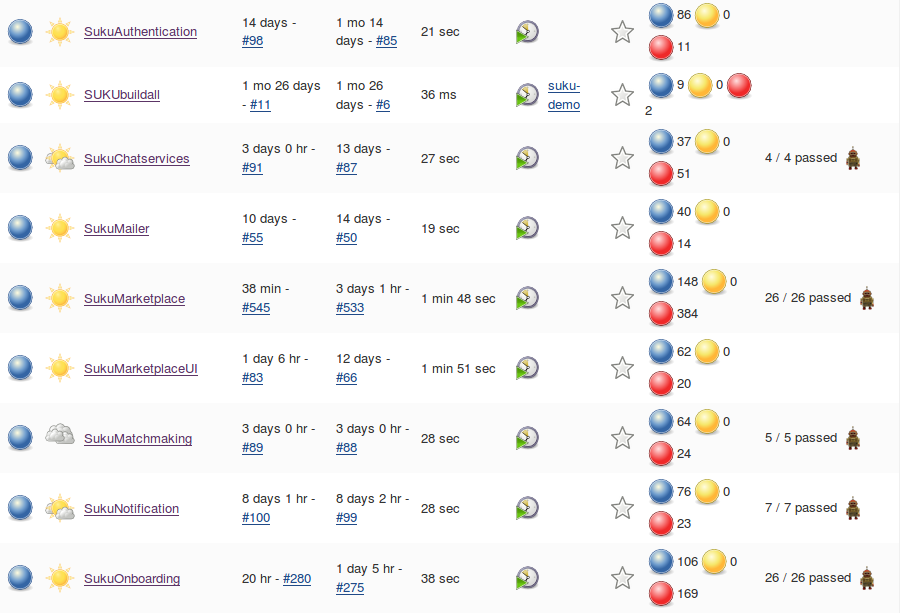 SukuAuthentication 14 days - #98 1 mo 14 days - #85 21 sec 86 0 11
SUKUbuildall 1 mo 26 days - #11 1 mo 26 days - #6 36 ms suku-demo 9 0 2
SukuChatservices 3 days 0 hr - #91 13 days - #87 27 sec 37 0 51 4 / 4 passed
SukuMailer 10 days - #55 14 days - #50 19 sec 40 0 14
SukuMarketplace 38 min - #545 3 days 1 hr - #533 1 min 48 sec 148 0 384 26 / 26 passed
SukuMarketplaceUI 1 day 6 hr - #83 12 days - #66 1 min 51 sec 62 0 20
SukuMatchmaking 3 days 0 hr - #89 3 days 0 hr - #88 28 sec 64 0 24 5 / 5 passed
SukuNotification 8 days 1 hr - #100 8 days 2 hr - #99 28 sec 76 0 23 7 / 7 passed
SukuOnboarding 20 hr - #280 1 day 5 hr - #275 38 sec 106 0 169 26 / 26 passed